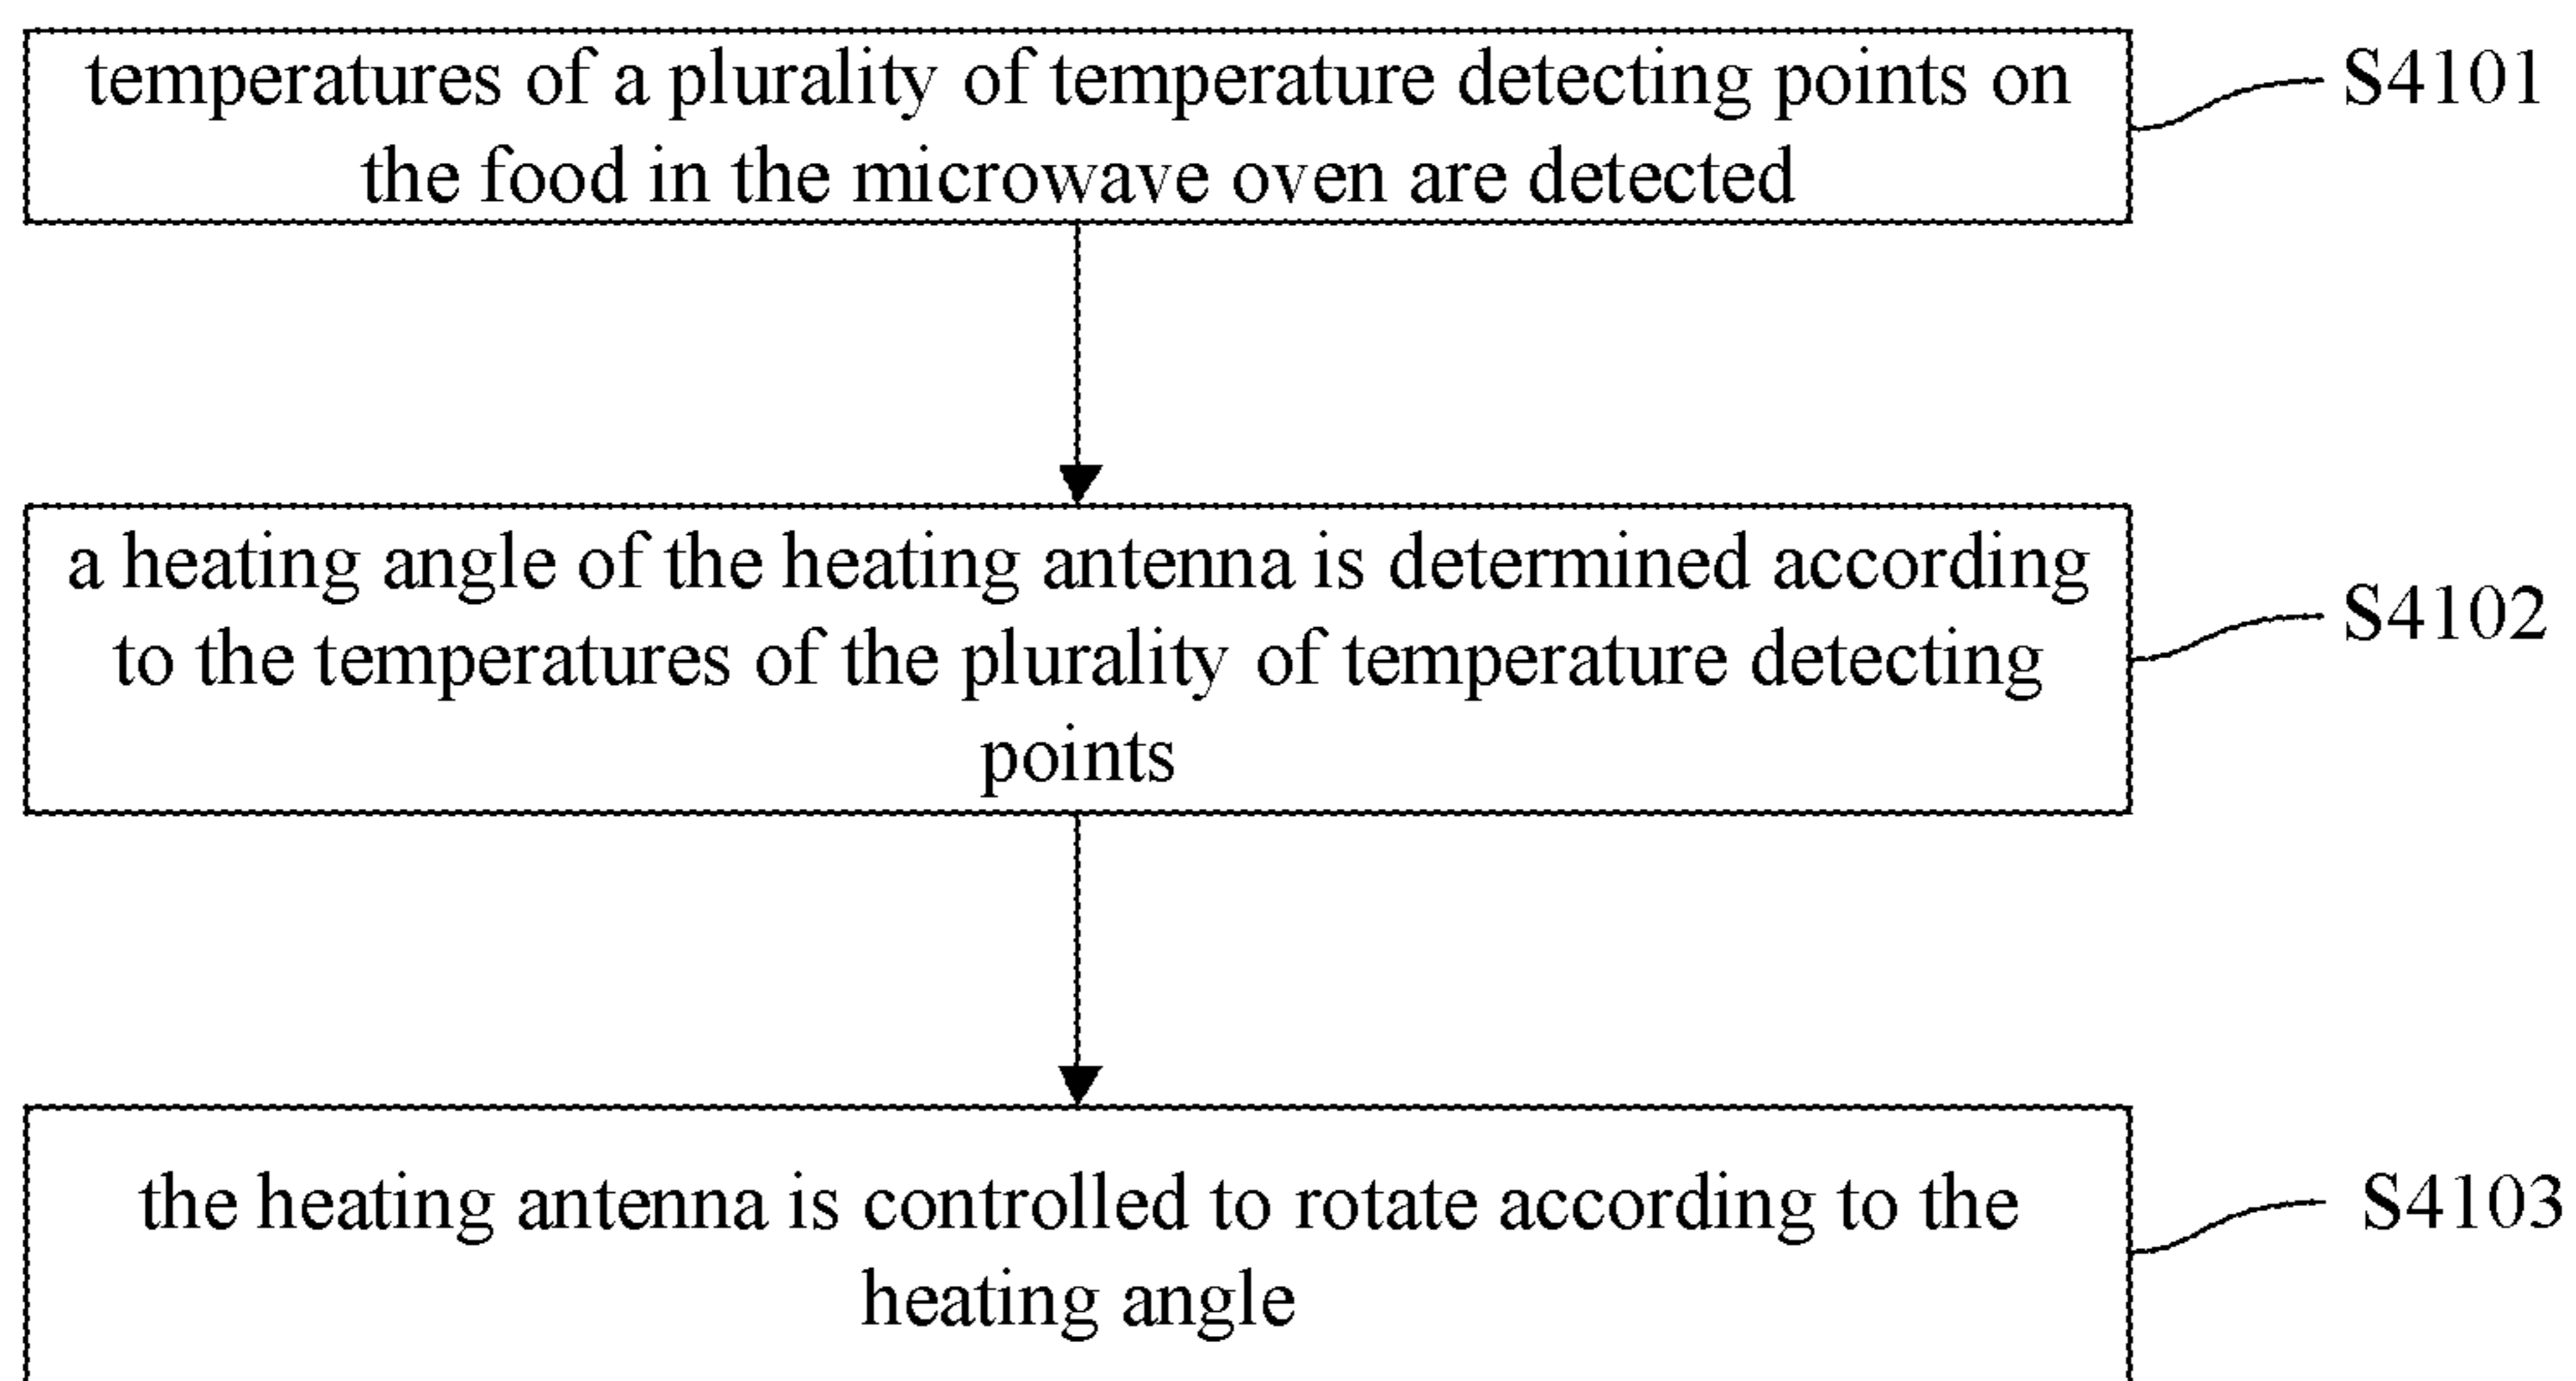 temperatures of a plurality of temperature detecting points on
the food in the microwave oven are detected
S4101
a heating angle of the heating antenna is determined according
to the temperatures of the plurality of temperature detecting
points
S4102
the heating antenna is controlled to rotate according to the
heating angle
S4103